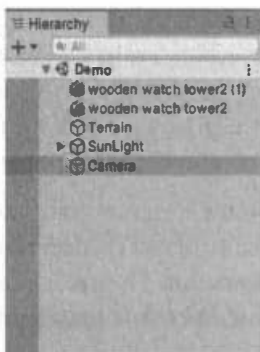 Hierarchy
All
Demo
wooden watch tower2 (1)
wooden watch tower2
Terrain
SunLight
Camera